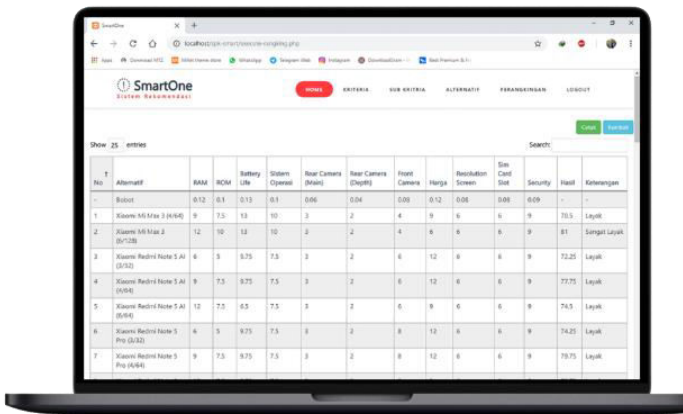 SmartOne
localhost/spk-smart/
Apps
WhatsApp
Telegram Web
Instagram
SmartOne
Sistem Rekomendasi
HOME KRITERIA SUB KRITRIA ALTERNATIF PERANGKINGAN LOGOUT
Cetak
Show 25 entries
Search:
No Alternatif RAM ROM Battery Life Sistem Operasi Rear Camera (Main) Rear Camera (Depth) Front Camera Harga Resolution Screen Sim Card Slot Security Hasil Keterangan
- Bobot 0.12 0.1 0.13 0.1 0.06 0.04 0.08 0.12 0.08 0.08 0.09 - -
1 Xiaomi Mi Max 3 (4/64) 9 7.5 13 10 3 2 4 9 6 6 9 78.5 Layak
2 Xiaomi Mi Max 3 (6/128) 12 10 13 10 3 2 4 6 6 6 9 81 Sangat Layak
3 Xiaomi Redmi Note 5 AI (3/32) 6 5 9.75 7.5 3 2 6 12 6 6 9 72.25 Layak
4 Xiaomi Redmi Note 5 AI (4/64) 9 7.5 9.75 7.5 3 2 6 12 6 6 9 77.75 Layak
5 Xiaomi Redmi Note 5 AI (6/64) 12 7.5 6.5 7.5 3 2 6 9 6 6 9 74.5 Layak
6 Xiaomi Redmi Note 5 Pro (3/32) 6 5 9.75 7.5 3 2 8 12 6 6 9 74.25 Layak
7 Xiaomi Redmi Note 5 Pro (4/64) 9 7.5 9.75 7.5 3 2 8 12 6 6 9 79.75 Layak